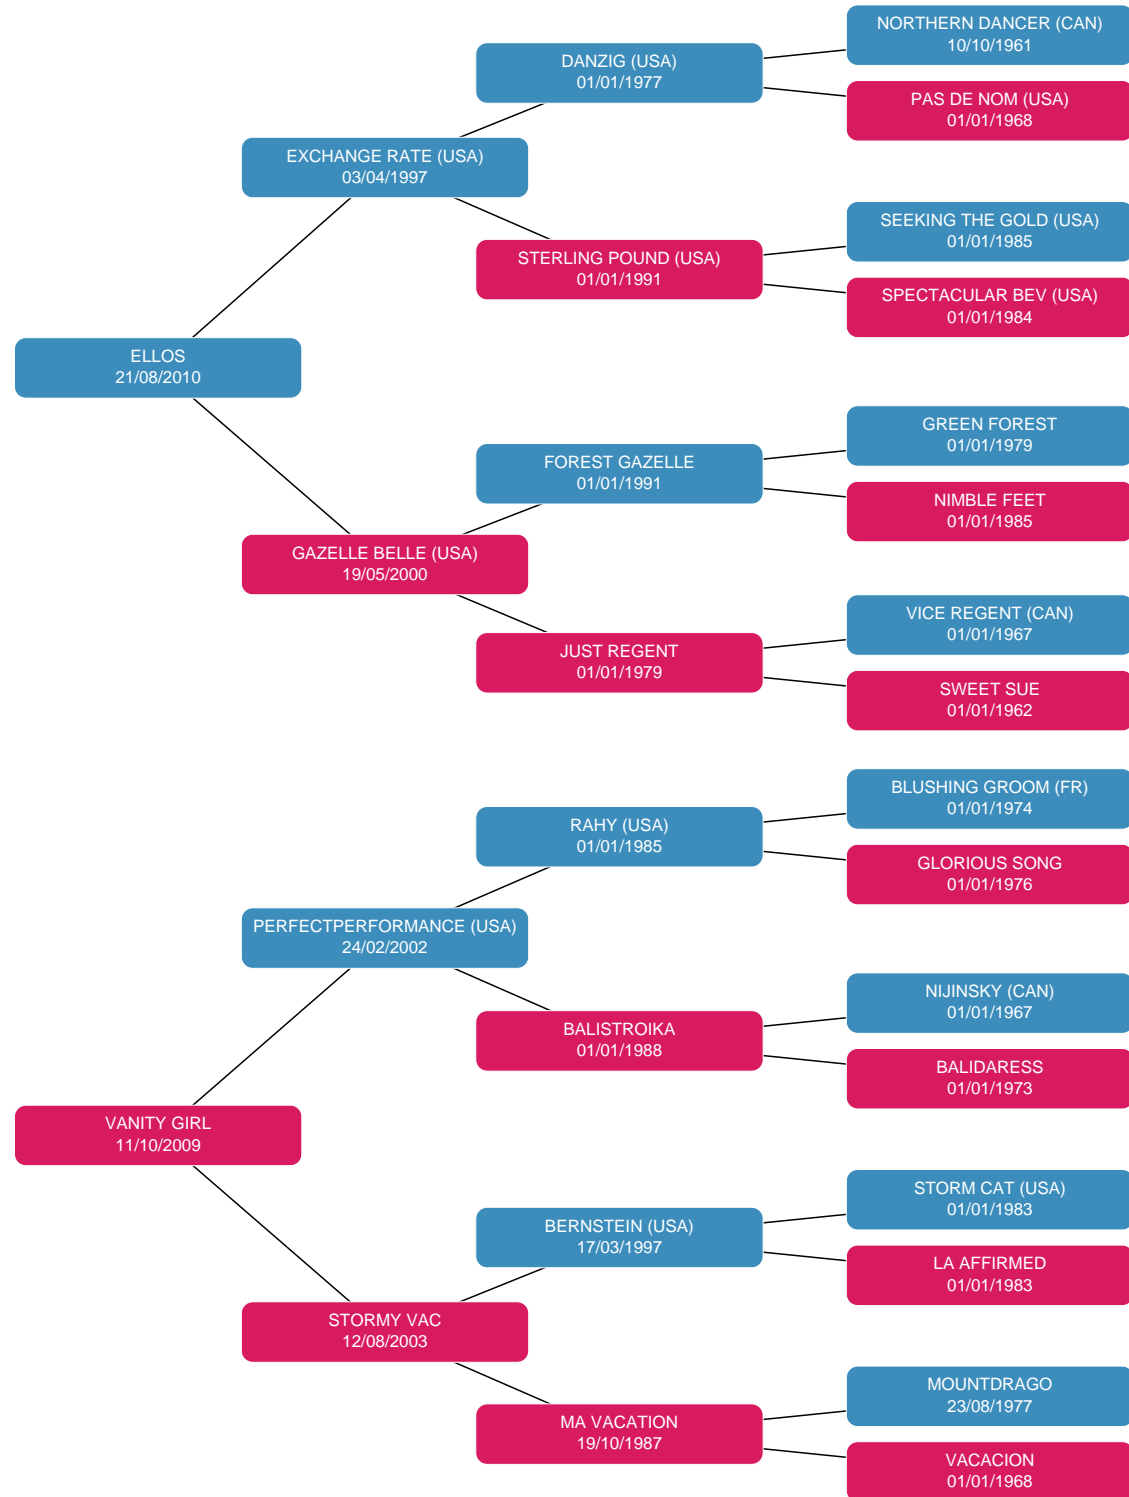 NORTHERN DANCER (CAN)
10/10/1961
DANZIG (USA)
01/01/1977
PAS DE NOM (USA)
01/01/1968
EXCHANGE RATE (USA)
03/04/1997
SEEKING THE GOLD (USA)
01/01/1985
STERLING POUND (USA)
01/01/1991
SPECTACULAR BEV (USA)
01/01/1984
ELLOS
21/08/2010
GREEN FOREST
01/01/1979
FOREST GAZELLE
01/01/1991
NIMBLE FEET
01/01/1985
GAZELLE BELLE (USA)
19/05/2000
VICE REGENT (CAN)
01/01/1967
JUST REGENT
01/01/1979
SWEET SUE
01/01/1962
BLUSHING GROOM (FR)
01/01/1974
RAHY (USA)
01/01/1985
GLORIOUS SONG
01/01/1976
PERFECTPERFORMANCE (USA)
24/02/2002
NIJINSKY (CAN)
01/01/1967
BALISTROIKA
01/01/1988
BALIDARESS
01/01/1973
VANITY GIRL
11/10/2009
STORM CAT (USA)
01/01/1983
BERNSTEIN (USA)
17/03/1997
LA AFFIRMED
01/01/1983
STORMY VAC
12/08/2003
MOUNTDRAGO
23/08/1977
MA VACATION
19/10/1987
VACACION
01/01/1968